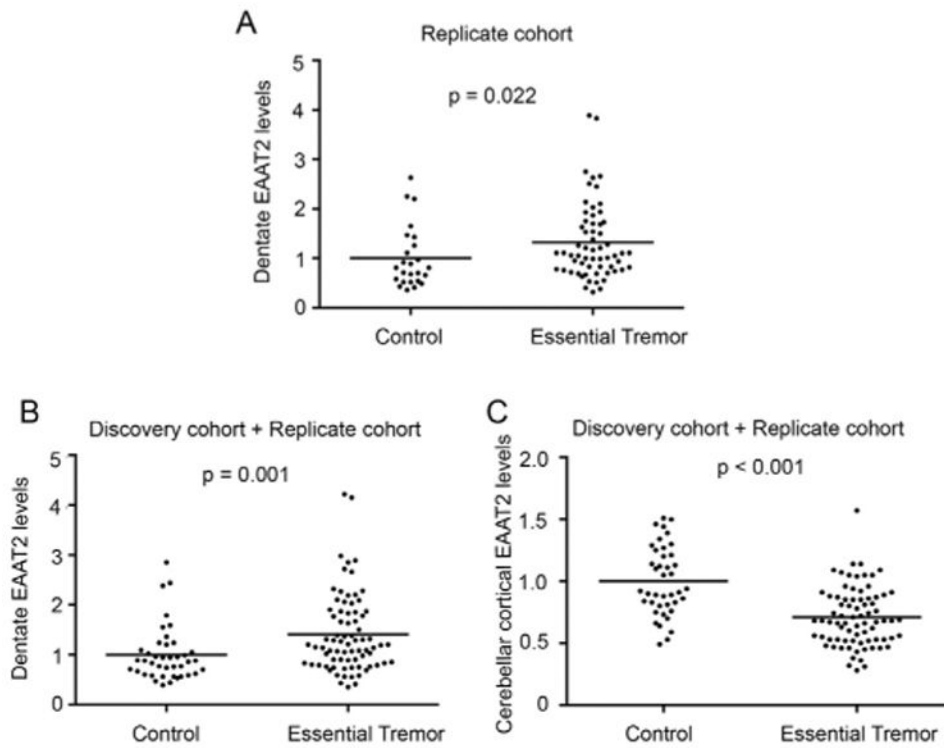 A
Replicate cohort
Dentate EAAT2 levels
5
4
3
2
1
0
p = 0.022
Control
Essential Tremor
B
Discovery cohort + Replicate cohort
Dentate EAAT2 levels
5
4
3
2
1
0
p = 0.001
Control
Essential Tremor
C
Discovery cohort + Replicate cohort
Cerebellar cortical EAAT2 levels
2.0
1.5
1.0
0.5
0
p < 0.001
Control
Essential Tremor